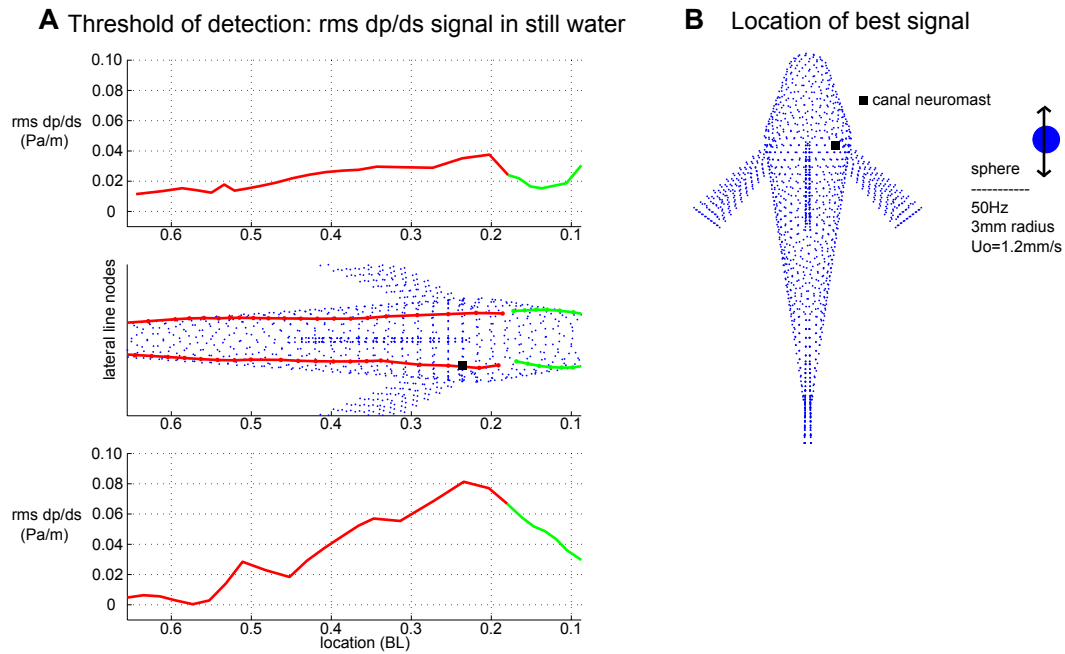 A Threshold of detection: rms dp/ds signal in still water
0.10
0.08
0.06
0.04
0.02
0
rms dp/ds
(Pa/m)
0.6 0.5 0.4 0.3 0.2 0.1
lateral line nodes
0.6 0.5 0.4 0.3 0.2 0.1
0.10
0.08
0.06
0.04
0.02
0
rms dp/ds
(Pa/m)
0.6 0.5 0.4 0.3 0.2 0.1
location (BL)
B Location of best signal
canal neuromast
sphere
-----------
50Hz
3mm radius
Uo=1.2mm/s